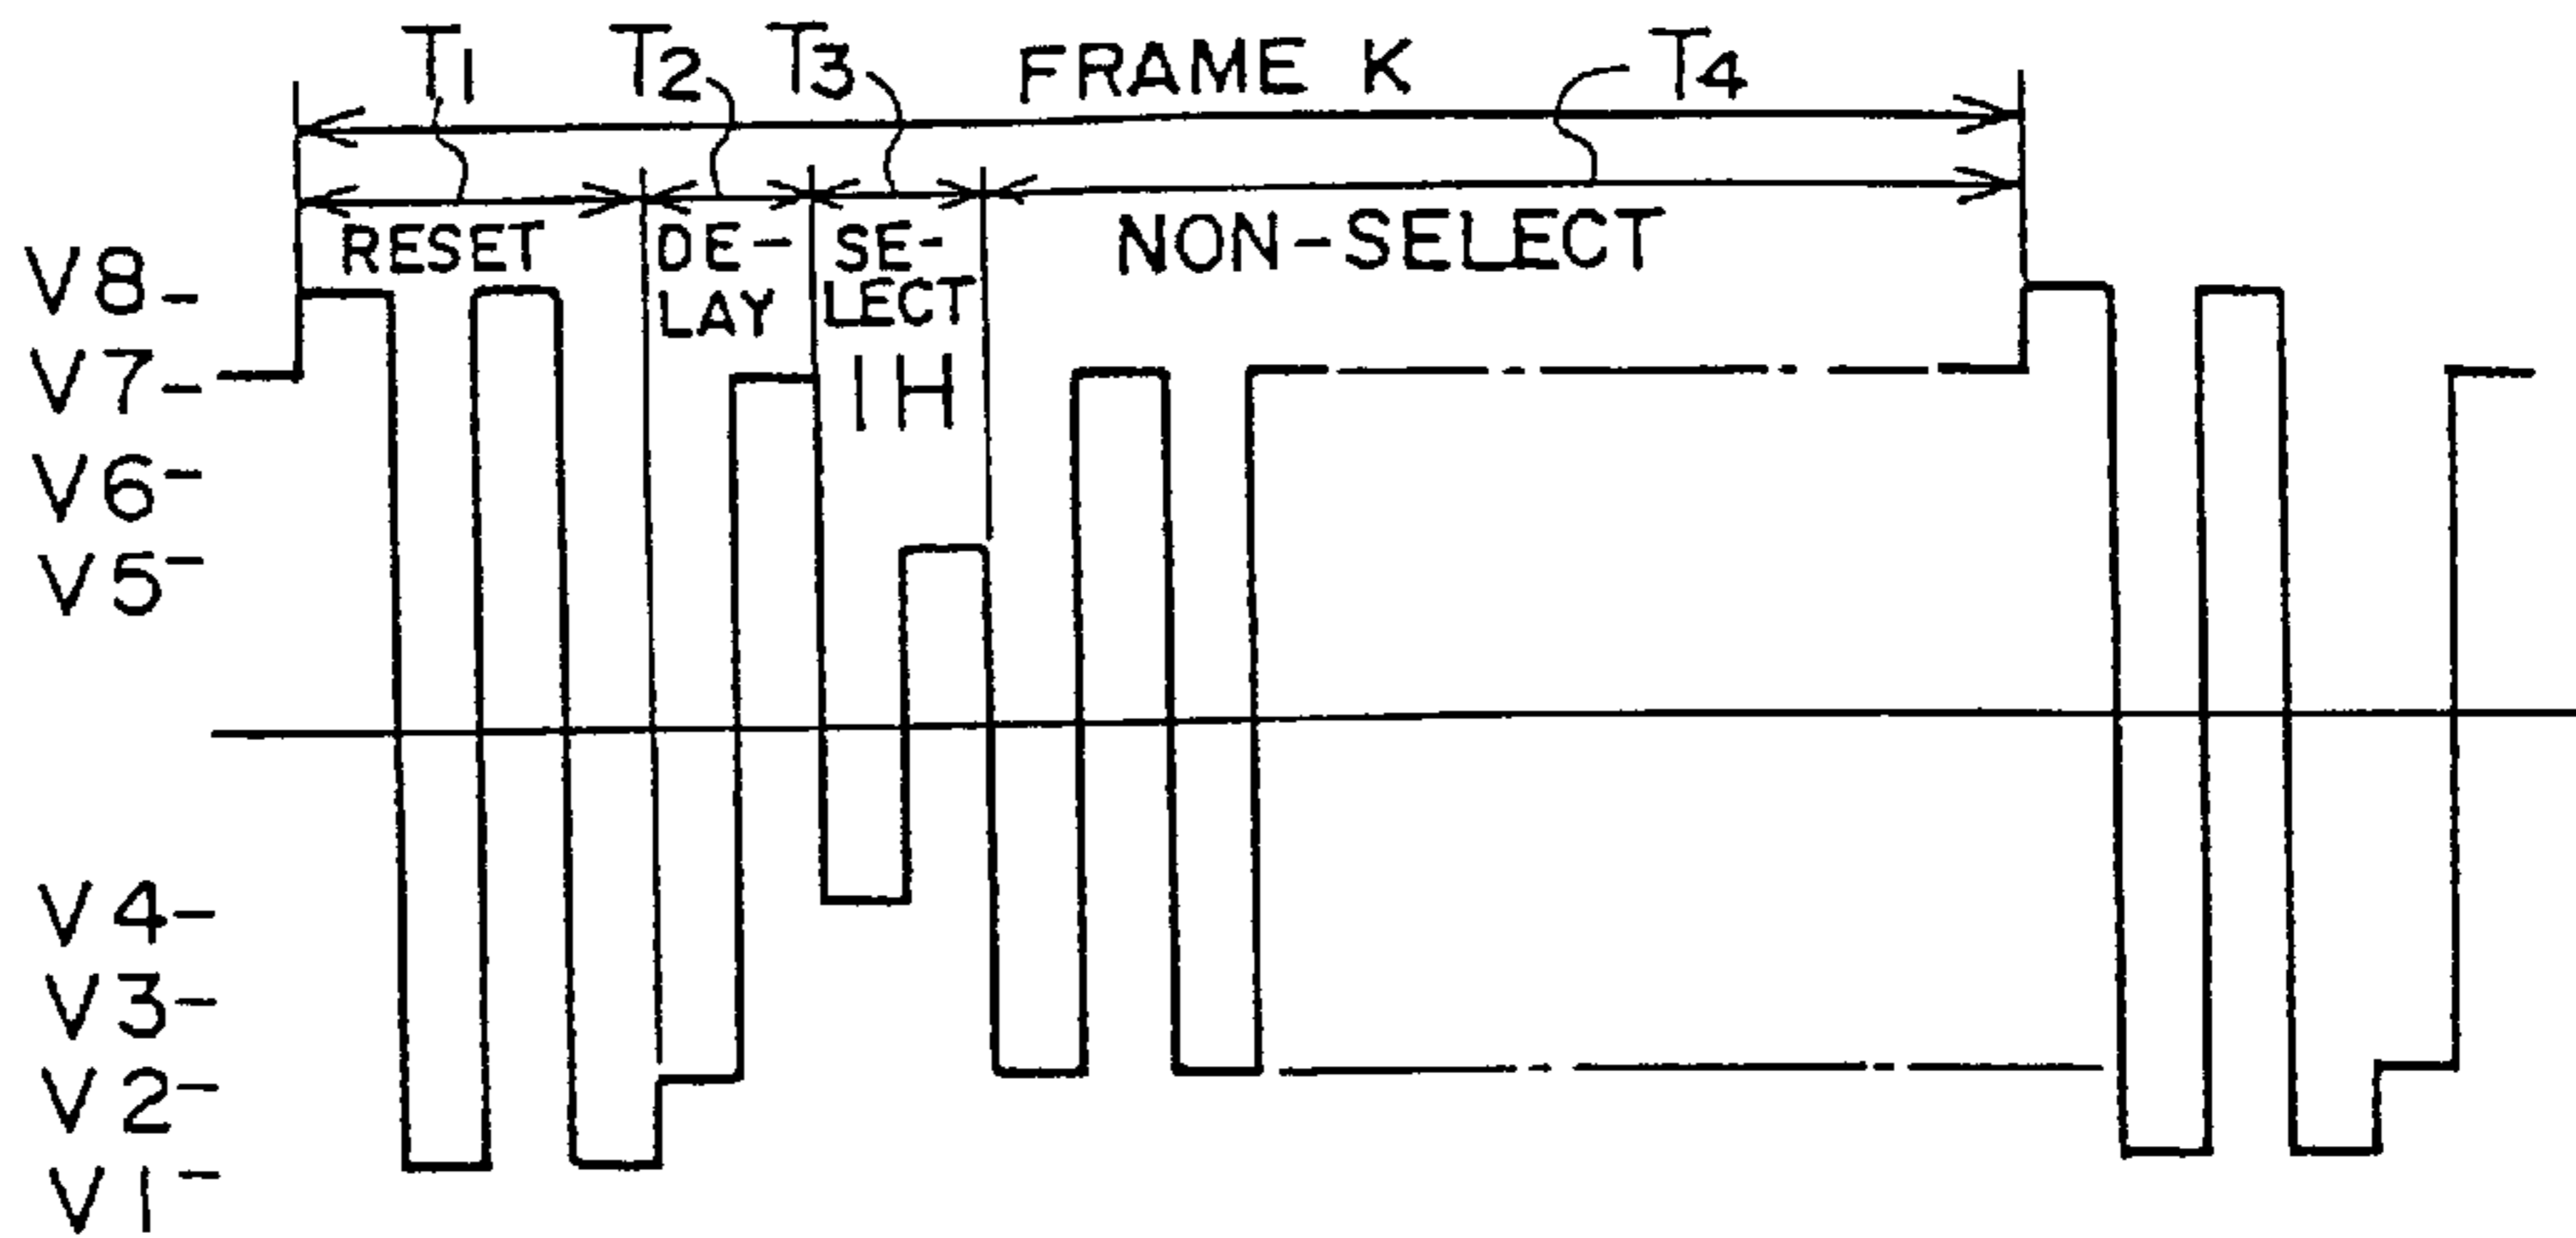 T1 T2 T3 FRAME K T4
RESET DE- SE- NON-SELECT
LAY LECT
1H
V8
V7
V6
V5
V4
V3
V2
V1